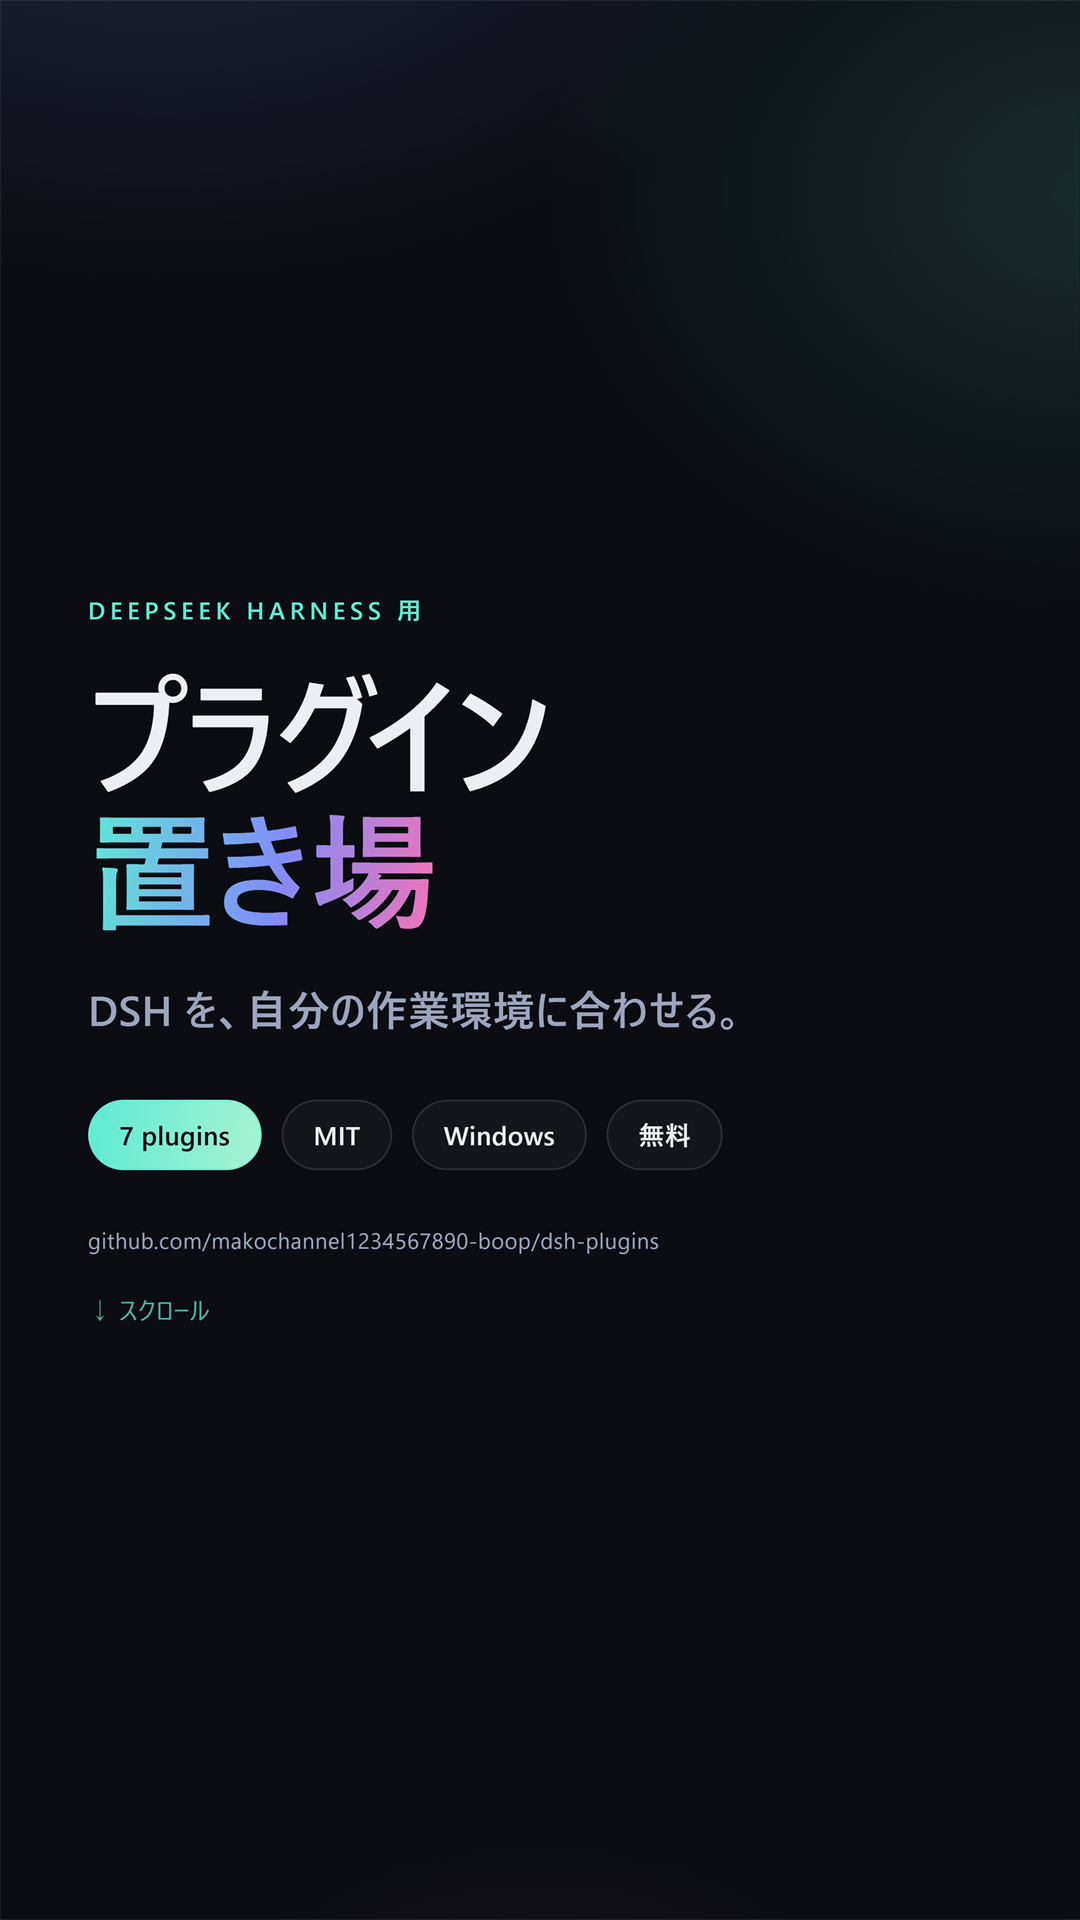 DEEPSEEK HARNESS 用
プラグイン
置き場
DSH を、自分の作業環境に合わせる。
7 plugins
MIT
Windows
無料
github.com/makochannel1234567890-boop/dsh-plugins
↓ スクロール